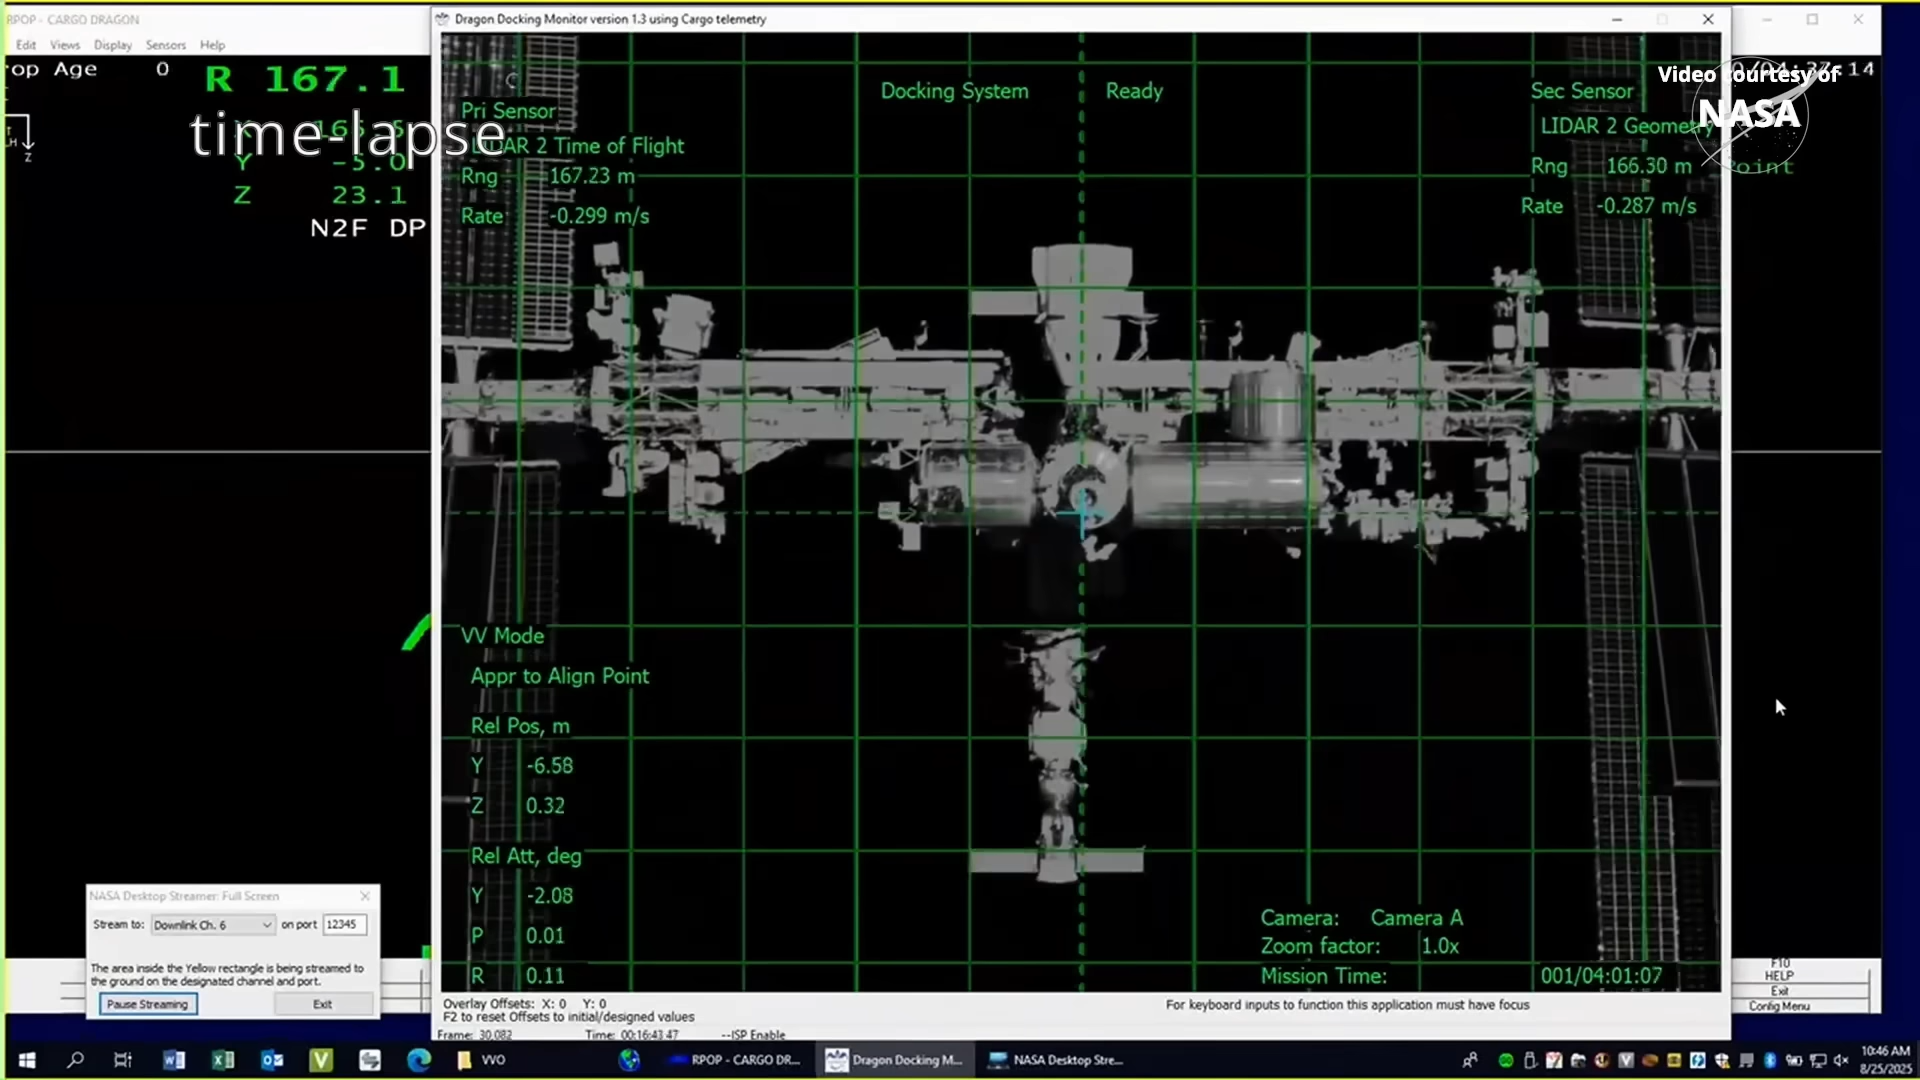 RPOP - CARGO DRAGON
Edit Views Display Sensors Help
op Age 0
R 167.1
time-lapse
Y -5.0
Z 23.1
N2F DP
Z
Dragon Docking Monitor version 1.3 using Cargo telemetry
Docking System Ready
Pri Sensor
LIDAR 2 Time of Flight
Rng 167.23 m
Rate -0.299 m/s
Sec Sensor
LIDAR 2 Geometry
Rng 166.30 m
Rate -0.287 m/s
Video courtesy of
NASA
Point
VV Mode
Appr to Align Point
Rel Pos, m
Y -6.58
Z 0.32
Rel Att, deg
Y -2.08
P 0.01
R 0.11
Camera: Camera A
Zoom factor: 1.0x
Mission Time: 001/04:01:07
Overlay Offsets: X: 0 Y: 0
F2 to reset Offsets to initial/designed values
For keyboard inputs to function this application must have focus
Frame: 30.082 Time: 00:16:43.47 --ISP Enable
NASA Desktop Streamer: Full Screen
Stream to: Downlink Ch. 6 on port 12345
The area inside the Yellow rectangle is being streamed to
the ground on the designated channel and port.
Pause Streaming Exit
F10
HELP
Exit
Config Menu
VVO
RPOP - CARGO DR...
Dragon Docking M...
NASA Desktop Stre...
10:46 AM
8/25/2025